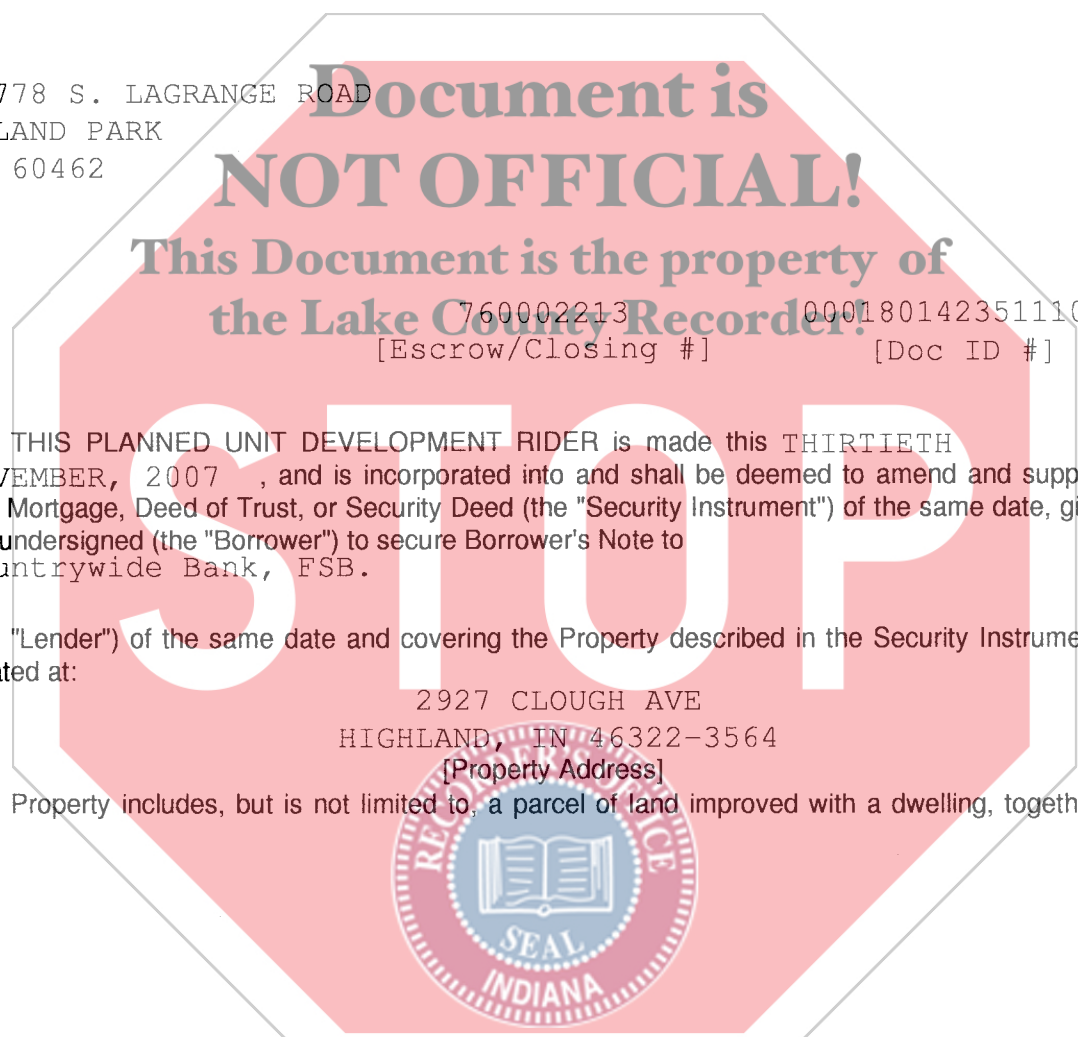 778 S. LAGRANGE ROAD
LAND PARK
60462
Document is
NOT OFFICIAL!
This Document is the property of
the Lake County Recorder!
760002213 00018014235111
[Escrow/Closing #] [Doc ID #]
THIS PLANNED UNIT DEVELOPMENT RIDER is made this THIRTIETH
VEMBER, 2007 , and is incorporated into and shall be deemed to amend and supp
Mortgage, Deed of Trust, or Security Deed (the "Security Instrument") of the same date, gi
undersigned (the "Borrower") to secure Borrower's Note to
untrywide Bank, FSB.
"Lender") of the same date and covering the Property described in the Security Instrume
ated at:
2927 CLOUGH AVE
HIGHLAND, IN 46322-3564
[Property Address]
Property includes, but is not limited to, a parcel of land improved with a dwelling, togeth
STOP
RECORDER'S OFFICE
SEAL
INDIANA